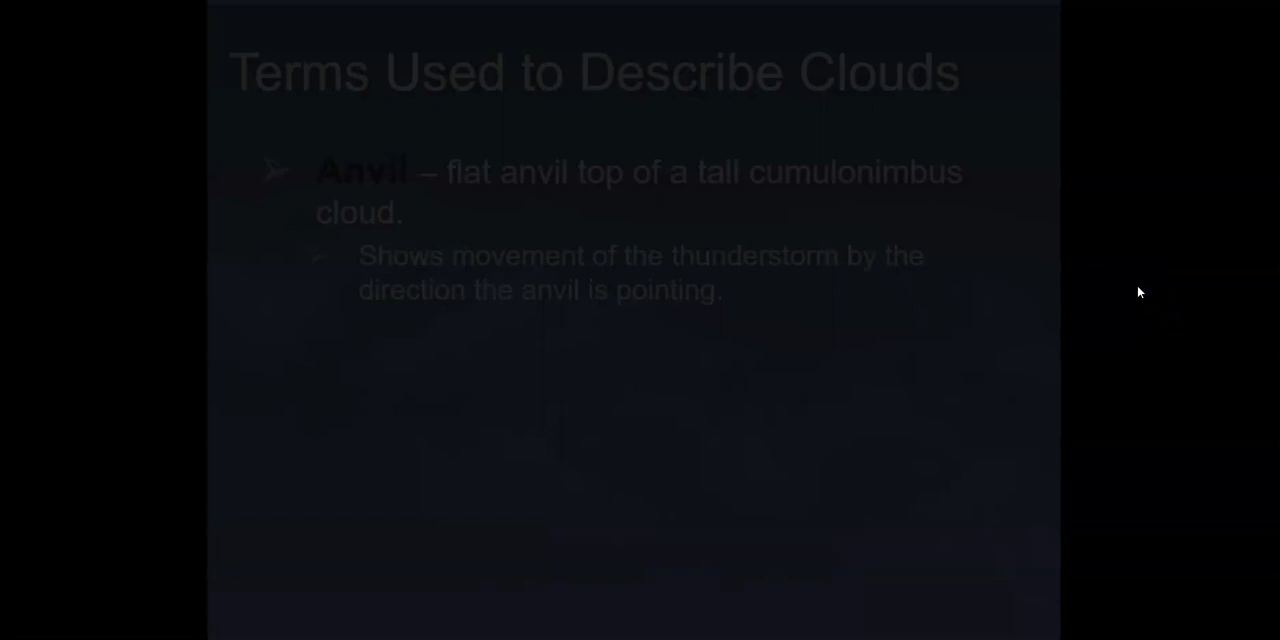 Terms Used to Describe Clouds
Anvil – flat anvil top of a tall cumulonimbus
cloud.
Shows movement of the thunderstorm by the
direction the anvil is pointing.